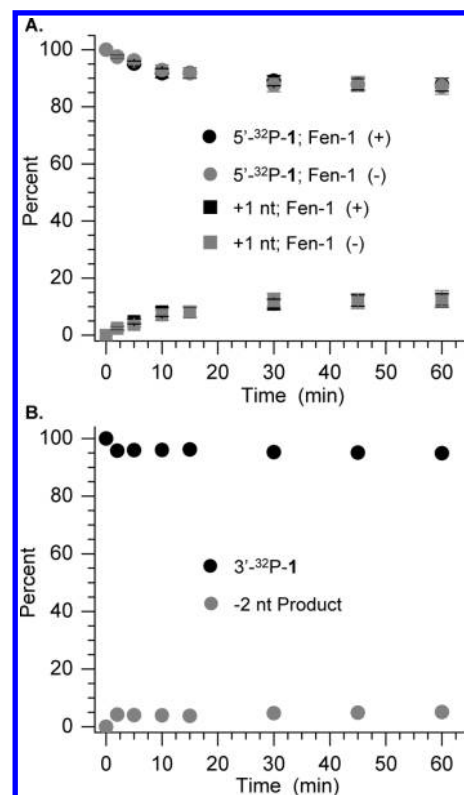 A.
100
80
60
40
20
0
Percent
5'-³²P-1; Fen-1 (+)
5'-³²P-1; Fen-1 (-)
+1 nt; Fen-1 (+)
+1 nt; Fen-1 (-)
0 10 20 30 40 50 60
Time (min)
B.
100
80
60
40
20
0
Percent
3'-³²P-1
-2 nt Product
0 10 20 30 40 50 60
Time (min)